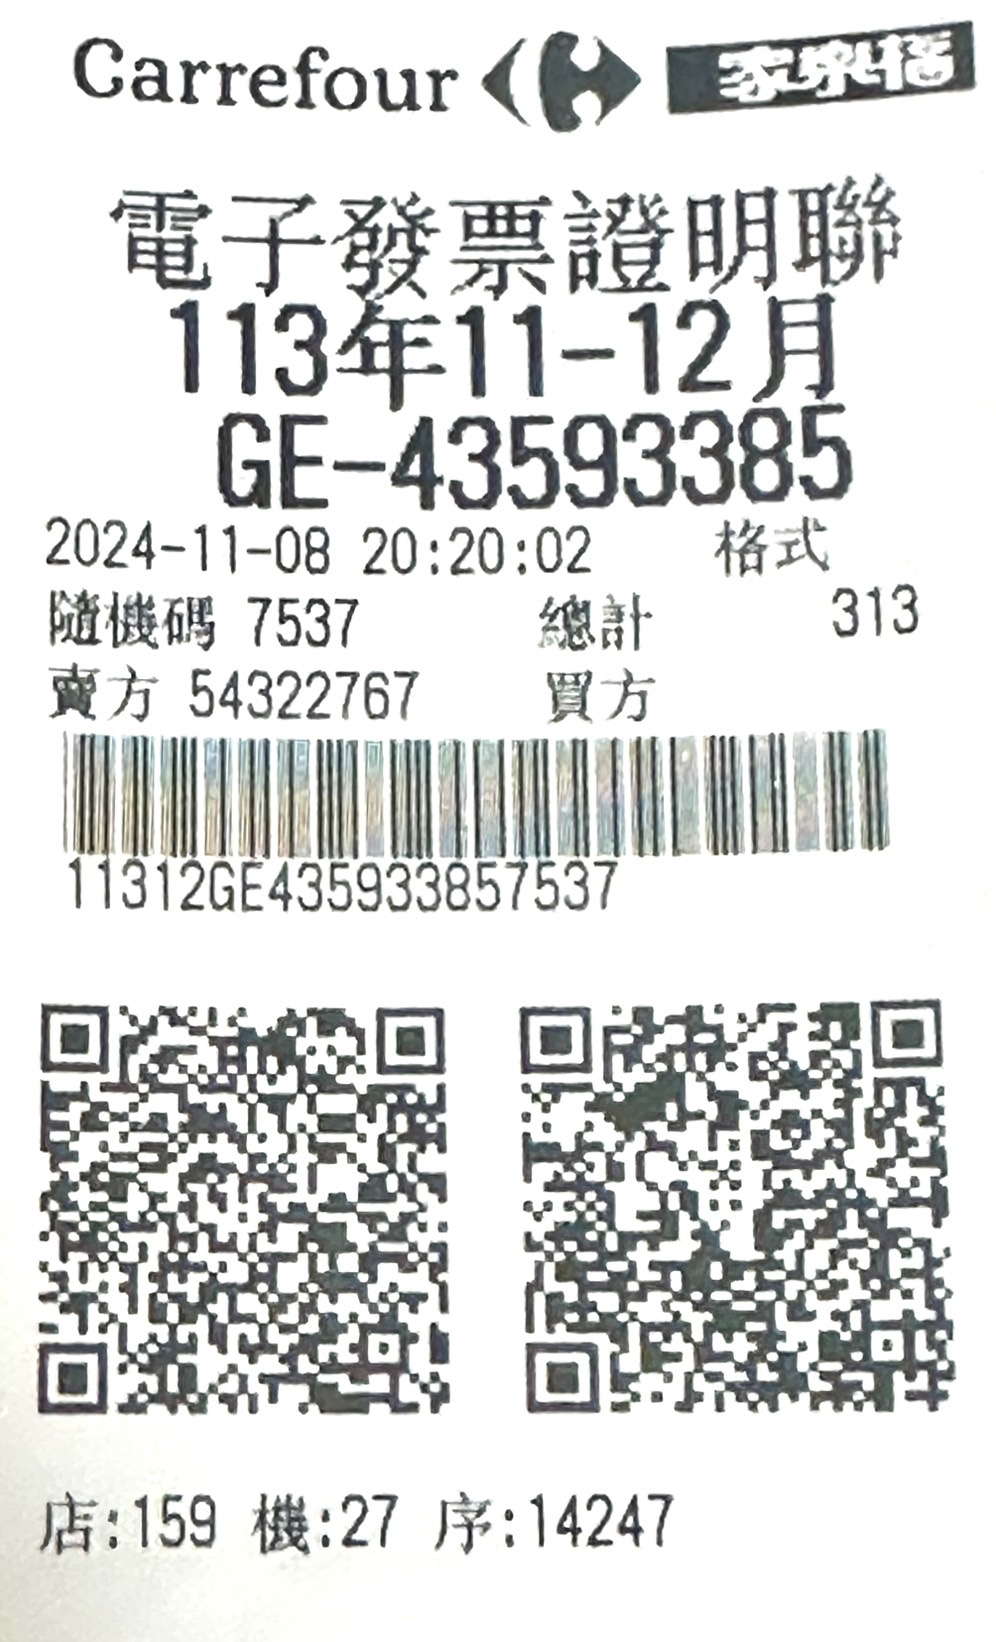 Carrefour 家樂福
電子發票證明聯
113年11-12月
GE-43593385
2024-11-08 20:20:02 格式
隨機碼 7537 總計 313
賣方 54322767 買方
11312GE435933857537
店:159 機:27 序:14247